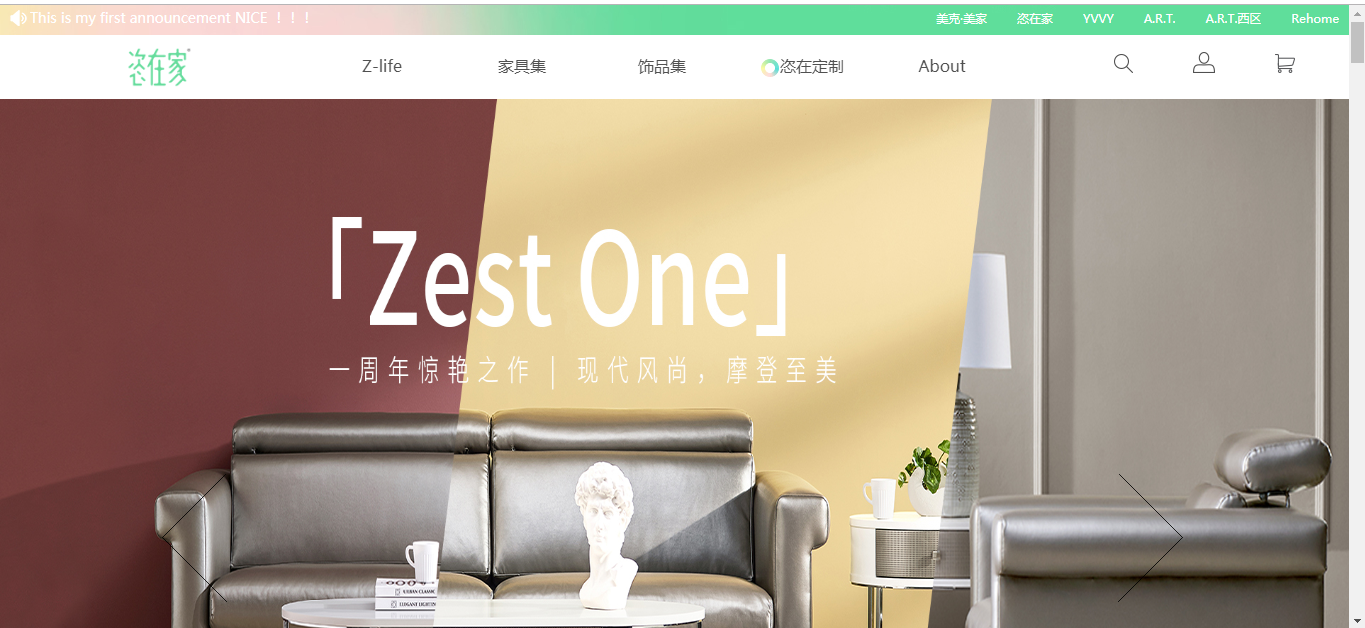 This is my first announcement NICE ！！！
美克·美家 恣在家 YVVY A.R.T. A.R.T.西区 Rehome
恣在家
Z-life 家具集 饰品集 恣在定制 About
「Zest One」
一周年惊艳之作 | 现代风尚，摩登至美